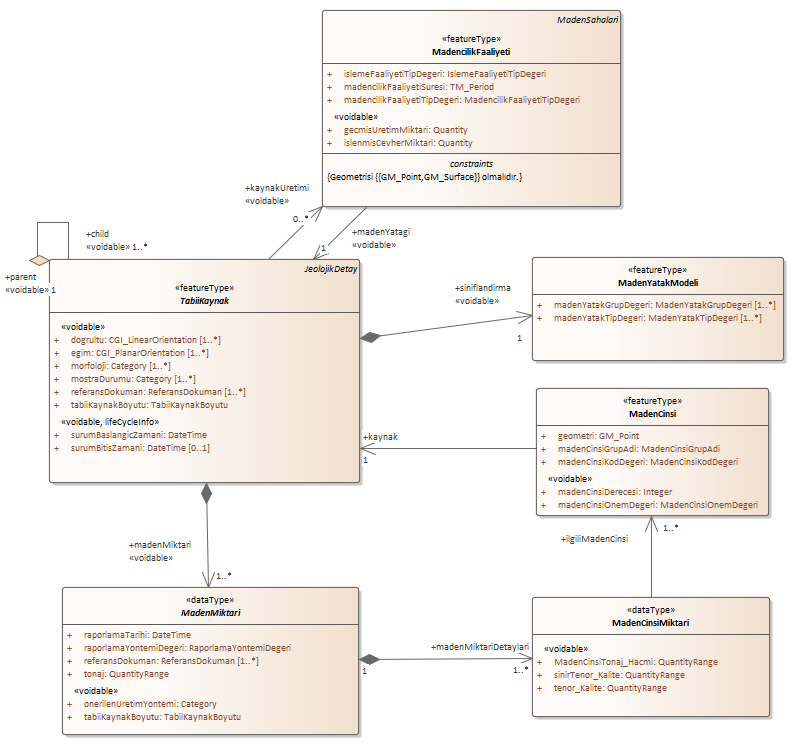 MadenSahalari
«featureType»
MadencilikFaaliyeti
+ islemeFaaliyetiTipDegeri: IslemeFaaliyetiTipDegeri
+ madencilikFaaliyetiSuresi: TM_Period
+ madencilikFaaliyetiTipDegeri: MadencilikFaaliyetiTipDegeri
«voidable»
+ gecmisUretimMiktari: Quantity
+ islenmisCevherMiktari: Quantity
constraints
{Geometrisi {{GM_Point,GM_Surface}} olmalıdır.}
+kaynakUretimi
«voidable»
0..*
+madenYatagi
«voidable»
1
+child
«voidable» 1..*
+parent
«voidable» 1
JeolojikDetay
«featureType»
TabiiKaynak
«voidable»
+ dogrultu: CGI_LinearOrientation [1..*]
+ egim: CGI_PlanarOrientation [1..*]
+ morfoloji: Category [1..*]
+ mostraDurumu: Category [1..*]
+ referansDokuman: ReferansDokuman [1..*]
+ tabiiKaynakBoyutu: TabiiKaynakBoyutu
«voidable, lifeCycleInfo»
+ surumBaslangicZamani: DateTime
+ surumBitisZamani: DateTime [0..1]
+siniflandirma
«voidable»
1
«featureType»
MadenYatakModeli
+ madenYatakGrupDegeri: MadenYatakGrupDegeri [1..*]
+ madenYatakTipDegeri: MadenYatakTipDegeri [1..*]
+kaynak
1
«featureType»
MadenCinsi
+ geometri: GM_Point
+ madenCinsiGrupAdi: MadenCinsiGrupAdi
+ madenCinsiKodDegeri: MadenCinsiKodDegeri
«voidable»
+ madenCinsiDerecesi: Integer
+ madenCinsiOnemDegeri: MadenCinsiOnemDegeri
+ilgiliMadenCinsi
1..*
+madenMiktari
«voidable»
1..*
«dataType»
MadenMiktari
+ raporlamaTarihi: DateTime
+ raporlamaYontemiDegeri: RaporlamaYontemiDegeri
+ referansDokuman: ReferansDokuman [1..*]
+ tonaj: QuantityRange
«voidable»
+ onerilenUretimYontemi: Category
+ tabiiKaynakBoyutu: TabiiKaynakBoyutu
+madenMiktariDetaylari
1
1..*
«dataType»
MadenCinsiMiktari
«voidable»
+ MadenCinsiTonaj_Hacmi: QuantityRange
+ sinirTenor_Kalite: QuantityRange
+ tenor_Kalite: QuantityRange